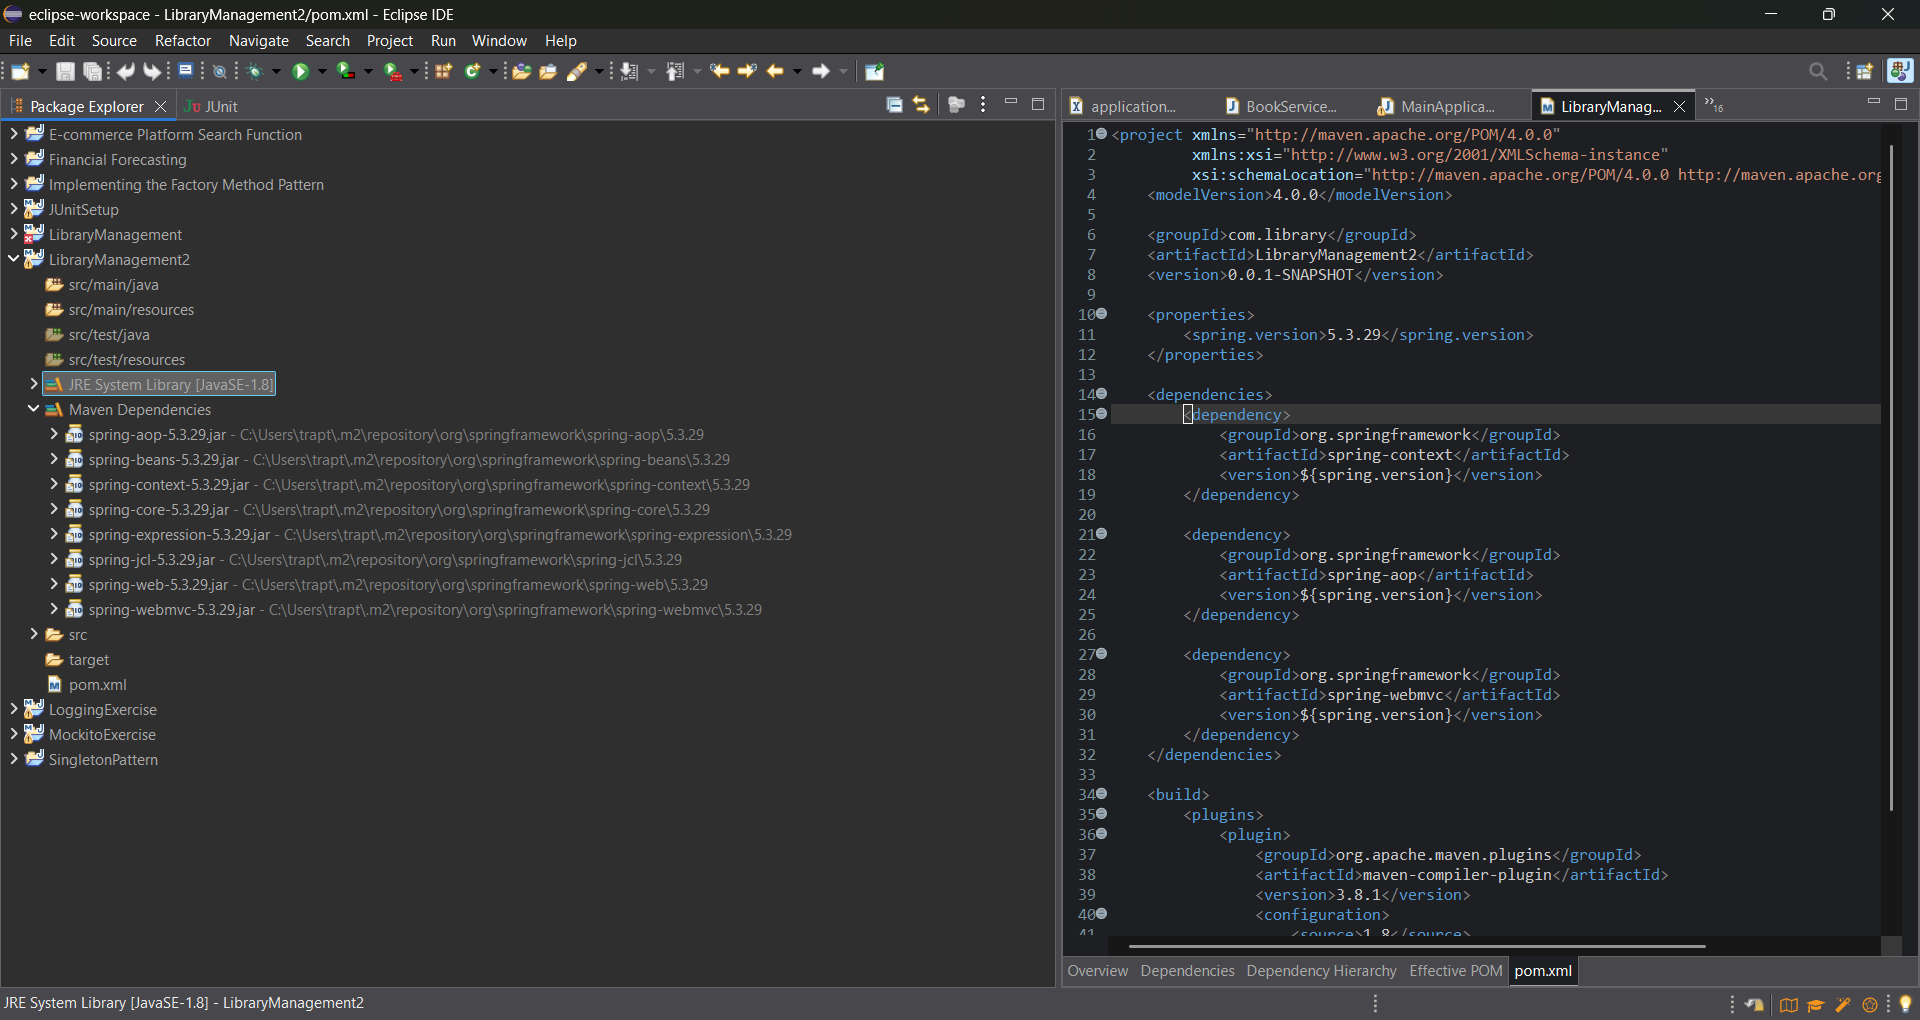 eclipse-workspace - LibraryManagement2/pom.xml - Eclipse IDE
File Edit Source Refactor Navigate Search Project Run Window Help
Package Explorer
JUnit
E-commerce Platform Search Function
Financial Forecasting
Implementing the Factory Method Pattern
JUnitSetup
LibraryManagement
LibraryManagement2
src/main/java
src/main/resources
src/test/java
src/test/resources
JRE System Library [JavaSE-1.8]
Maven Dependencies
spring-aop-5.3.29.jar - C:\Users\trapt\.m2\repository\org\springframework\spring-aop\5.3.29
spring-beans-5.3.29.jar - C:\Users\trapt\.m2\repository\org\springframework\spring-beans\5.3.29
spring-context-5.3.29.jar - C:\Users\trapt\.m2\repository\org\springframework\spring-context\5.3.29
spring-core-5.3.29.jar - C:\Users\trapt\.m2\repository\org\springframework\spring-core\5.3.29
spring-expression-5.3.29.jar - C:\Users\trapt\.m2\repository\org\springframework\spring-expression\5.3.29
spring-jcl-5.3.29.jar - C:\Users\trapt\.m2\repository\org\springframework\spring-jcl\5.3.29
spring-web-5.3.29.jar - C:\Users\trapt\.m2\repository\org\springframework\spring-web\5.3.29
spring-webmvc-5.3.29.jar - C:\Users\trapt\.m2\repository\org\springframework\spring-webmvc\5.3.29
src
target
pom.xml
LoggingExercise
MockitoExercise
SingletonPattern
application... BookService... MainApplica... LibraryManag... »16
1 <project xmlns="http://maven.apache.org/POM/4.0.0"
2 xmlns:xsi="http://www.w3.org/2001/XMLSchema-instance"
3 xsi:schemaLocation="http://maven.apache.org/POM/4.0.0 http://maven.apache.org
4 <modelVersion>4.0.0</modelVersion>
5
6 <groupId>com.library</groupId>
7 <artifactId>LibraryManagement2</artifactId>
8 <version>0.0.1-SNAPSHOT</version>
9
10 <properties>
11 <spring.version>5.3.29</spring.version>
12 </properties>
13
14 <dependencies>
15 <dependency>
16 <groupId>org.springframework</groupId>
17 <artifactId>spring-context</artifactId>
18 <version>${spring.version}</version>
19 </dependency>
20
21 <dependency>
22 <groupId>org.springframework</groupId>
23 <artifactId>spring-aop</artifactId>
24 <version>${spring.version}</version>
25 </dependency>
26
27 <dependency>
28 <groupId>org.springframework</groupId>
29 <artifactId>spring-webmvc</artifactId>
30 <version>${spring.version}</version>
31 </dependency>
32 </dependencies>
33
34 <build>
35 <plugins>
36 <plugin>
37 <groupId>org.apache.maven.plugins</groupId>
38 <artifactId>maven-compiler-plugin</artifactId>
39 <version>3.8.1</version>
40 <configuration>
41 <source>1.8</source>
Overview Dependencies Dependency Hierarchy Effective POM pom.xml
JRE System Library [JavaSE-1.8] - LibraryManagement2